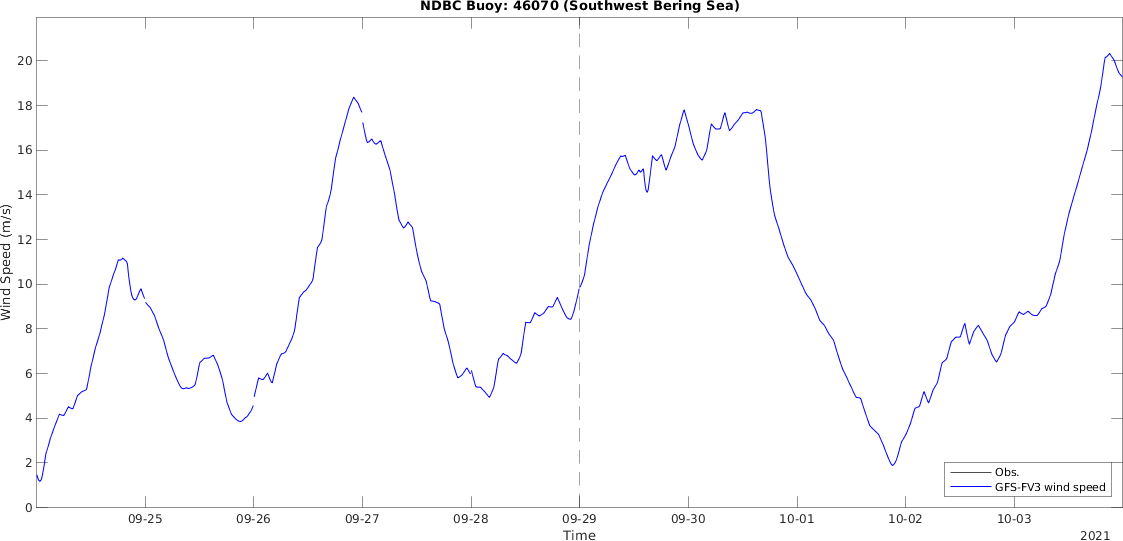 NDBC Buoy: 46070 (Southwest Bering Sea)
Wind Speed (m/s)
20
18
16
14
12
10
8
6
4
2
0
Obs.
GFS-FV3 wind speed
09-25 09-26 09-27 09-28 09-29 09-30 10-01 10-02 10-03
Time
2021